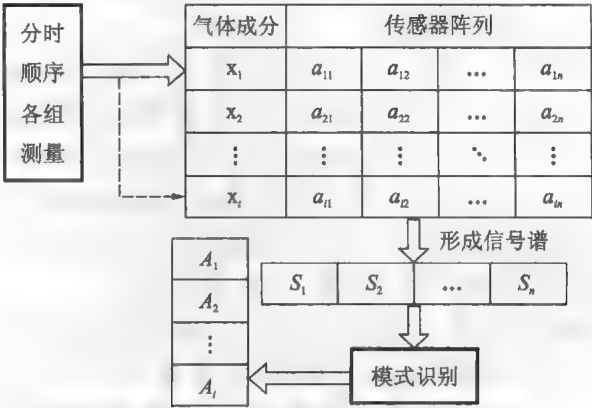 分时
顺序
各组
测量
气体成分 传感器阵列
x₁ a₁₁ a₁₂ … a₁ₙ
x₂ a₂₁ a₂₂ … a₂ₙ
⋮ ⋮ ⋮ ⋱ ⋮
xᵢ aᵢ₁ aᵢ₂ … aᵢₙ
形成信号谱
S₁ S₂ … Sₙ
模式识别
A₁
A₂
⋮
Aᵢ